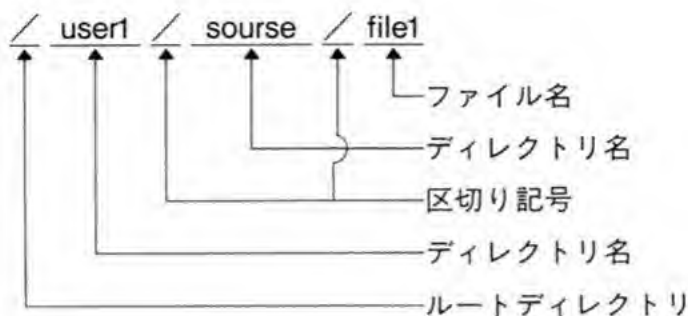 ／ user1 ／ sourse ／ file1
ファイル名
ディレクトリ名
区切り記号
ディレクトリ名
ルートディレクトリ